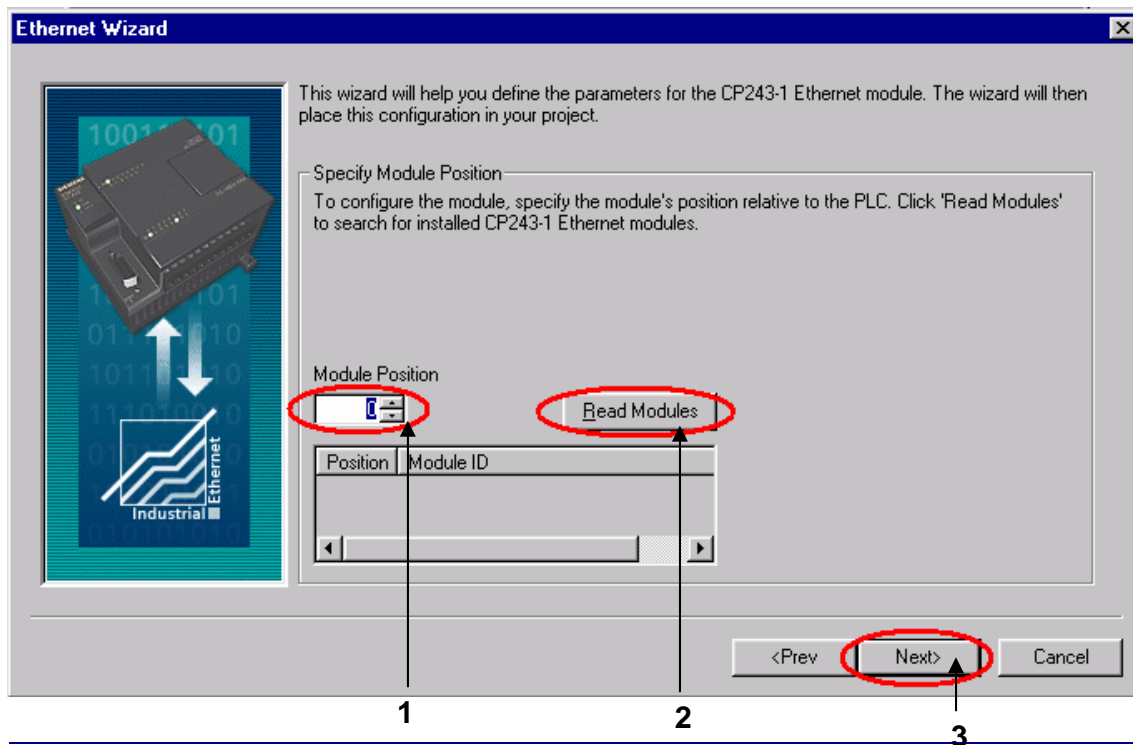 Ethernet Wizard
This wizard will help you define the parameters for the CP243-1 Ethernet module. The wizard will then
place this configuration in your project.
Specify Module Position
To configure the module, specify the module's position relative to the PLC. Click 'Read Modules'
to search for installed CP243-1 Ethernet modules.
Module Position
0
Read Modules
Position Module ID
Industrial
Ethernet
<Prev
Next>
Cancel
1
2
3